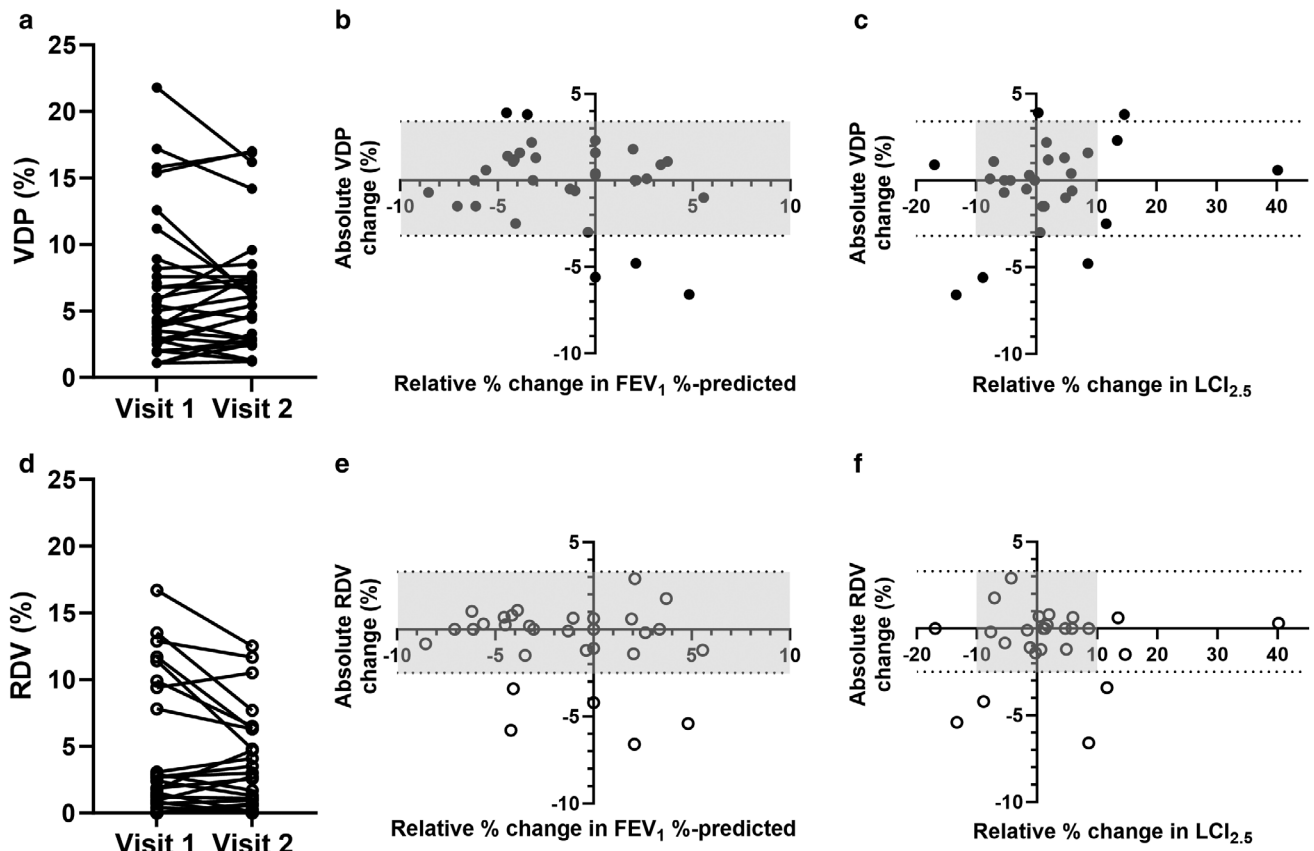 a
25
20
15
10
5
0
VDP (%)
Visit 1 Visit 2
b
5
-5
-10
-10 -5 5 10
Absolute VDP
change (%)
Relative % change in FEV1 %-predicted
c
5
-5
-10
-20 -10 10 20 30 40
Absolute VDP
change (%)
Relative % change in LCI2.5
d
25
20
15
10
5
0
RDV (%)
Visit 1 Visit 2
e
5
-5
-10
-10 -5 5 10
Absolute RDV
change (%)
Relative % change in FEV1 %-predicted
f
5
-5
-10
-20 -10 10 20 30 40
Absolute RDV
change (%)
Relative % change in LCI2.5